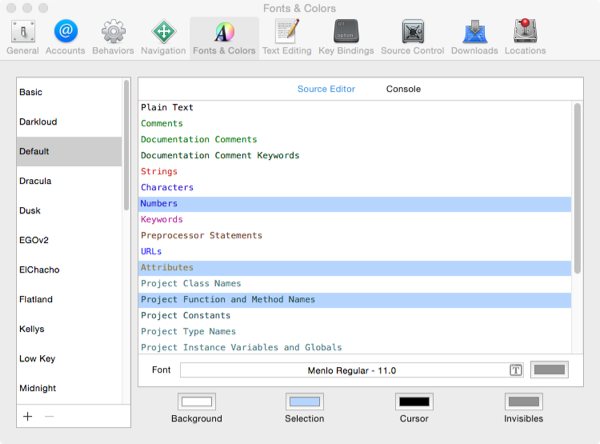 Fonts & Colors
General Accounts Behaviors Navigation Fonts & Colors Text Editing Key Bindings Source Control Downloads Locations
Basic
Darkloud
Default
Dracula
Dusk
EGOv2
ElChacho
Flatland
Kellys
Low Key
Midnight
Source Editor Console
Plain Text
Comments
Documentation Comments
Documentation Comment Keywords
Strings
Characters
Numbers
Keywords
Preprocessor Statements
URLs
Attributes
Project Class Names
Project Function and Method Names
Project Constants
Project Type Names
Project Instance Variables and Globals
Font Menlo Regular - 11.0 T
Background Selection Cursor Invisibles